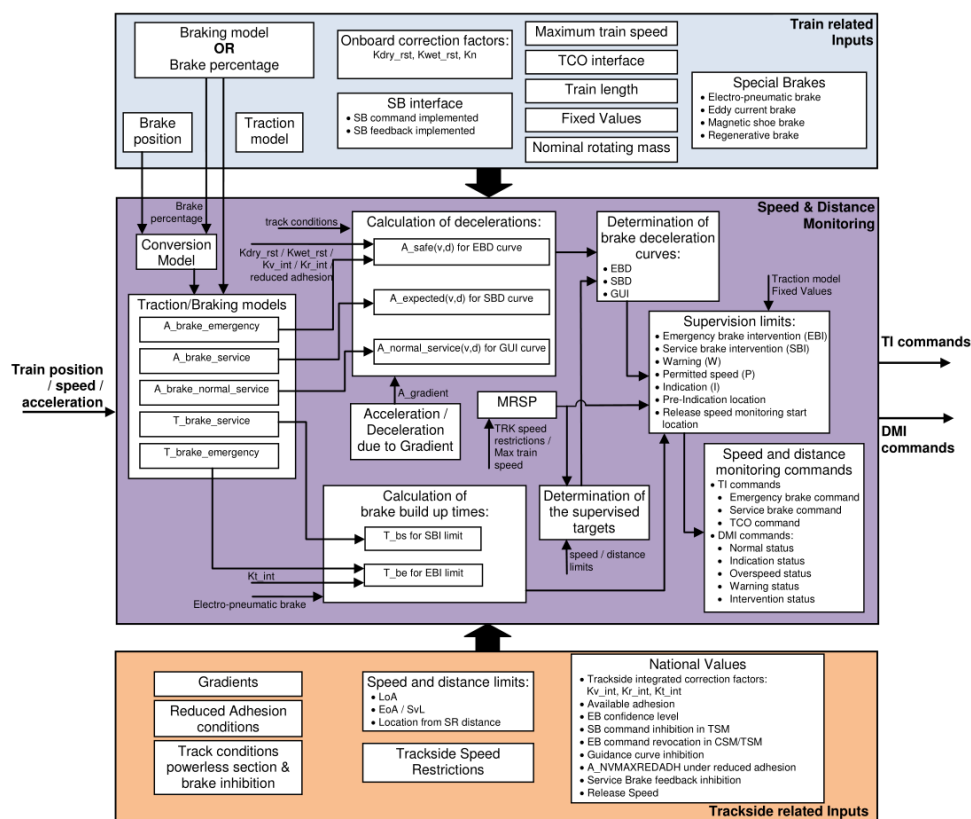 Train related
Inputs
Braking model
OR
Brake percentage
Onboard correction factors:
Kdry_rst, Kwet_rst, Kn
Maximum train speed
TCO interface
Train length
Fixed Values
Nominal rotating mass
Special Brakes
• Electro-pneumatic brake
• Eddy current brake
• Magnetic shoe brake
• Regenerative brake
SB interface
• SB command implemented
• SB feedback implemented
Brake
position
Traction
model
Speed & Distance
Monitoring
Brake
percentage
Conversion
Model
track conditions
Kdry_rst / Kwet_rst /
Kv_int / Kr_int /
reduced adhesion
Calculation of decelerations:
A_safe(v,d) for EBD curve
A_expected(v,d) for SBD curve
A_normal_service(v,d) for GUI curve
Determination of
brake deceleration
curves:
• EBD
• SBD
• GUI
Traction model
Fixed Values
Traction/Braking models
A_brake_emergency
A_brake_service
A_brake_normal_service
T_brake_service
T_brake_emergency
Supervision limits:
• Emergency brake intervention (EBI)
• Service brake intervention (SBI)
• Warning (W)
• Permitted speed (P)
• Indication (I)
• Pre-Indication location
• Release speed monitoring start
location
Train position
/ speed /
acceleration
TI commands
DMI
commands
A_gradient
Acceleration /
Deceleration
due to Gradient
MRSP
TRK speed
restrictions /
Max train
speed
Determination of
the supervised
targets
speed / distance
limits
Calculation of
brake build up times:
T_bs for SBI limit
T_be for EBI limit
Kt_int
Electro-pneumatic brake
Speed and distance
monitoring commands
• TI commands
• Emergency brake command
• Service brake command
• TCO command
• DMI commands:
• Normal status
• Indication status
• Overspeed status
• Warning status
• Intervention status
Gradients
Reduced Adhesion
conditions
Track conditions
powerless section &
brake inhibition
Speed and distance limits:
• LoA
• EoA / SvL
• Location from SR distance
Trackside Speed
Restrictions
National Values
• Trackside integrated correction factors:
Kv_int, Kr_int, Kt_int
• Available adhesion
• EB confidence level
• SB command inhibition in TSM
• EB command revocation in CSM/TSM
• Guidance curve inhibition
• A_NVMAXREDADH under reduced adhesion
• Service Brake feedback inhibition
• Release Speed
Trackside related Inputs